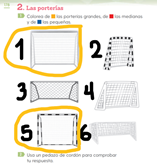 2. Las porterías
Colorea de las porterías grandes, de las medianas
y de las pequeñas.
1
2
3
4
5
6
Usa un pedazo de cordón para comprobar
tu respuesta.